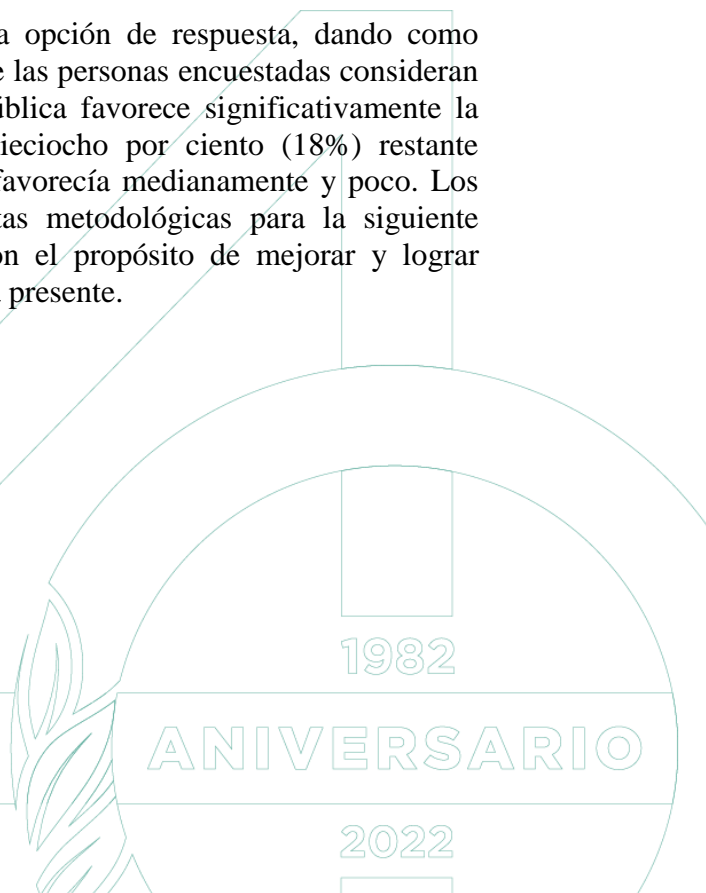 a opción de respuesta, dando como
e las personas encuestadas consideran
ública favorece significativamente la
ieciocho por ciento (18%) restante
favorecía medianamente y poco. Los
tas metodológicas para la siguiente
on el propósito de mejorar y lograr
presente.
1982
ANIVERSARIO
2022